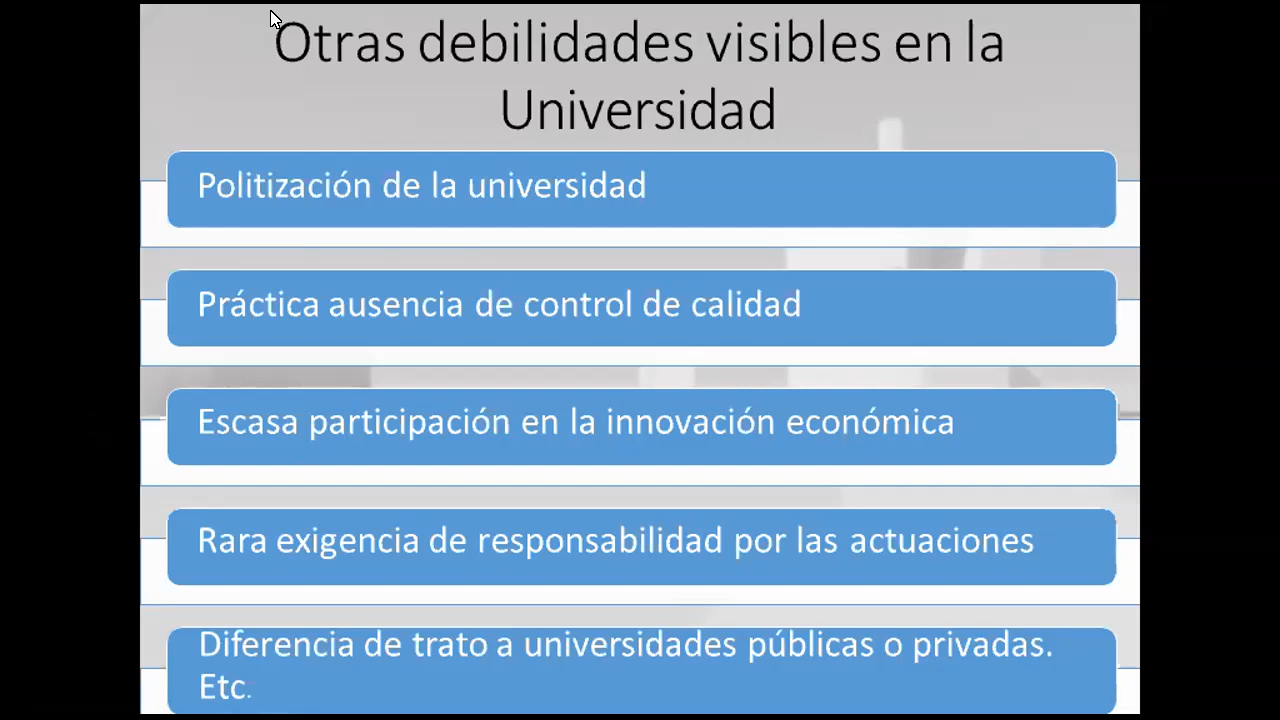 Otras debilidades visibles en la
Universidad
Politización de la universidad
Práctica ausencia de control de calidad
Escasa participación en la innovación económica
Rara exigencia de responsabilidad por las actuaciones
Diferencia de trato a universidades públicas o privadas.
Etc.